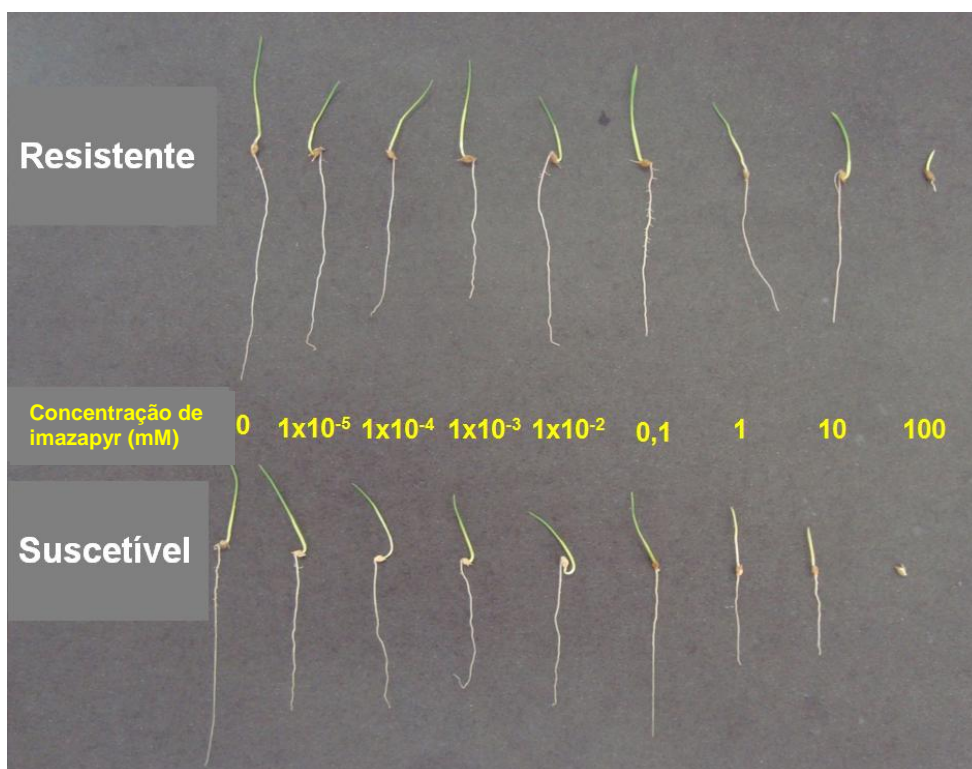 Resistente
Concentração de
imazapyr (mM)
0 1x10⁻⁵ 1x10⁻⁴ 1x10⁻³ 1x10⁻² 0,1 1 10 100
Suscetível